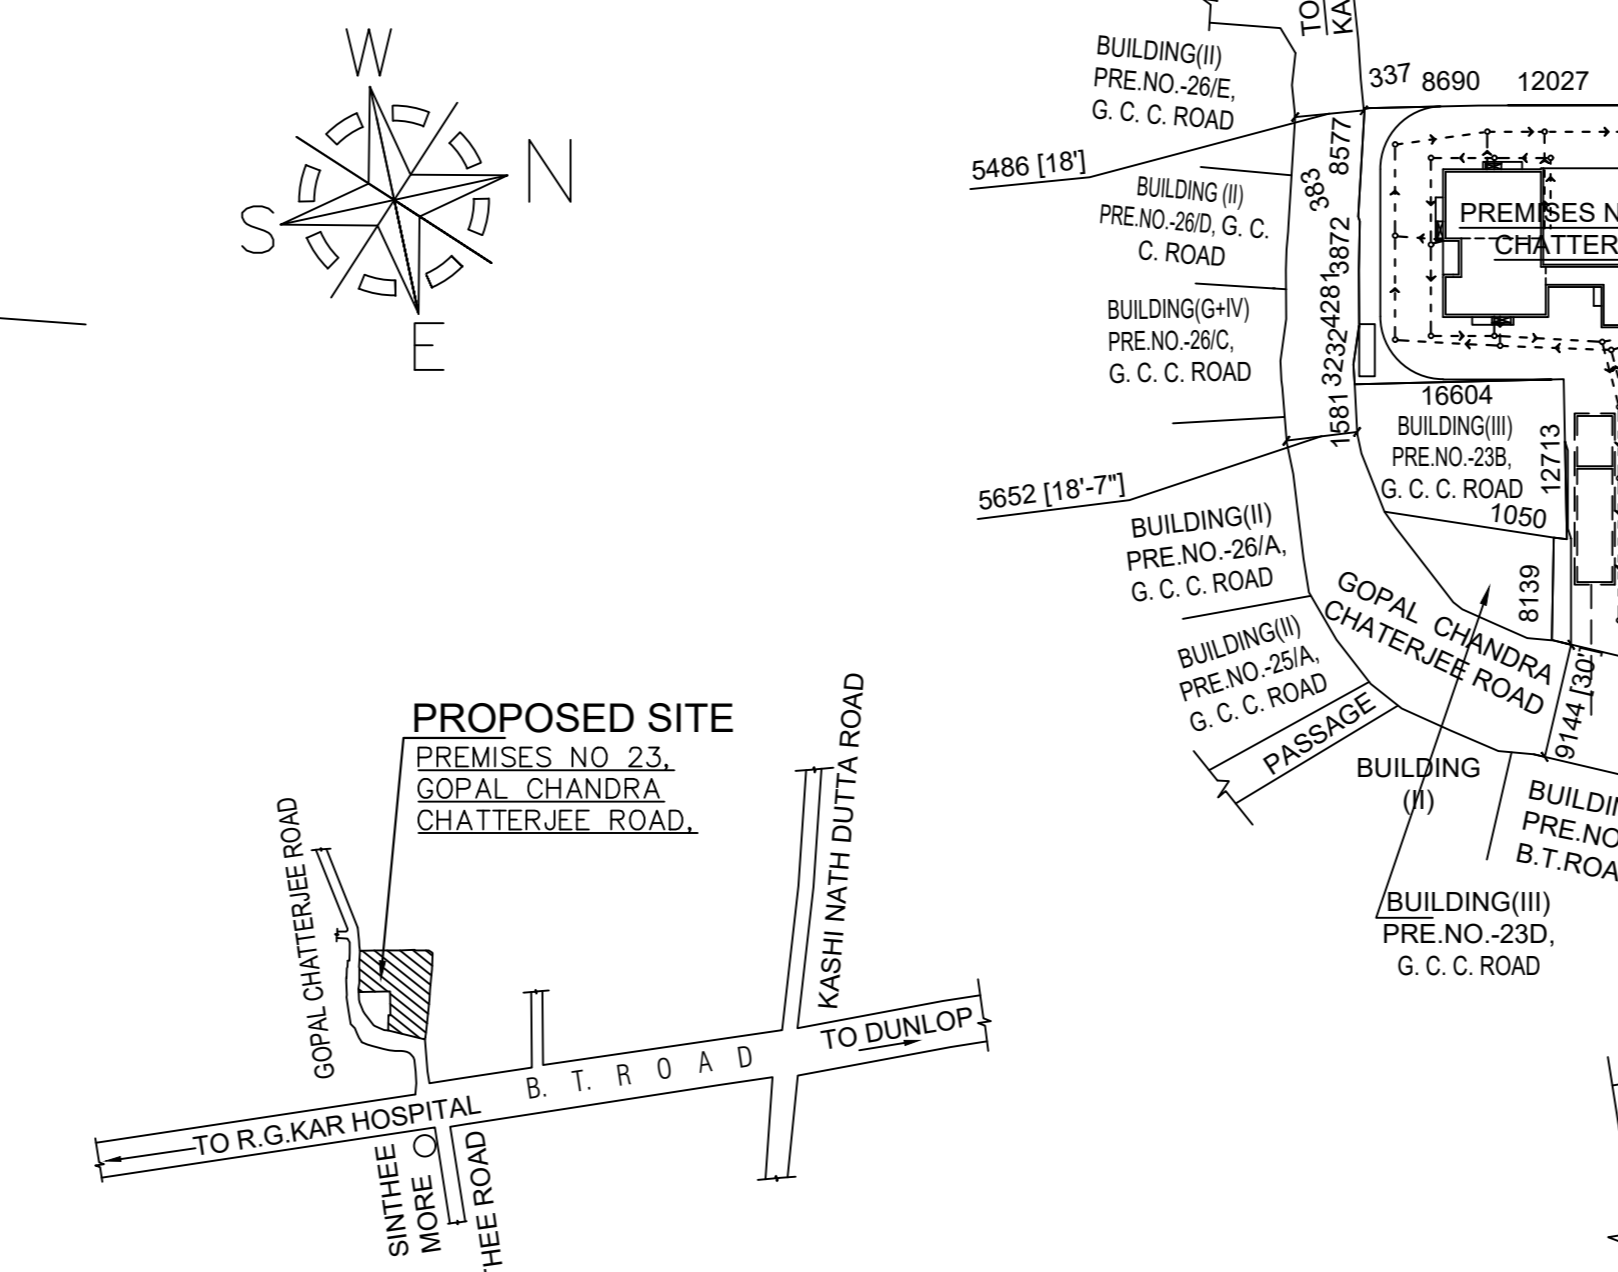 W
N
S
E
TO
KA
BUILDING(II)
PRE.NO.-26/E,
G. C. C. ROAD
337
8690
12027
5486 [18']
8577
383
3872
4281
3232
1581
BUILDING (II)
PRE.NO.-26/D, G. C.
C. ROAD
PREMISES N
CHATTER
BUILDING(G+IV)
PRE.NO.-26/C,
G. C. C. ROAD
16604
BUILDING(III)
PRE.NO.-23B,
G. C. C. ROAD
12713
1050
5652 [18'-7"]
BUILDING(II)
PRE.NO.-26/A,
G. C. C. ROAD
8139
GOPAL CHANDRA
CHATERJEE ROAD
BUILDING(II)
PRE.NO.-25/A,
G. C. C. ROAD
9144 [30']
PASSAGE
BUILDING
(II)
BUILDI
PRE.NO
B.T.ROA
BUILDING(III)
PRE.NO.-23D,
G. C. C. ROAD
PROPOSED SITE
PREMISES NO 23,
GOPAL CHANDRA
CHATTERJEE ROAD,
GOPAL CHATTERJEE ROAD
KASHI NATH DUTTA ROAD
TO DUNLOP
B. T. R O A D
TO R.G.KAR HOSPITAL
SINTHEE
MORE
THEE ROAD